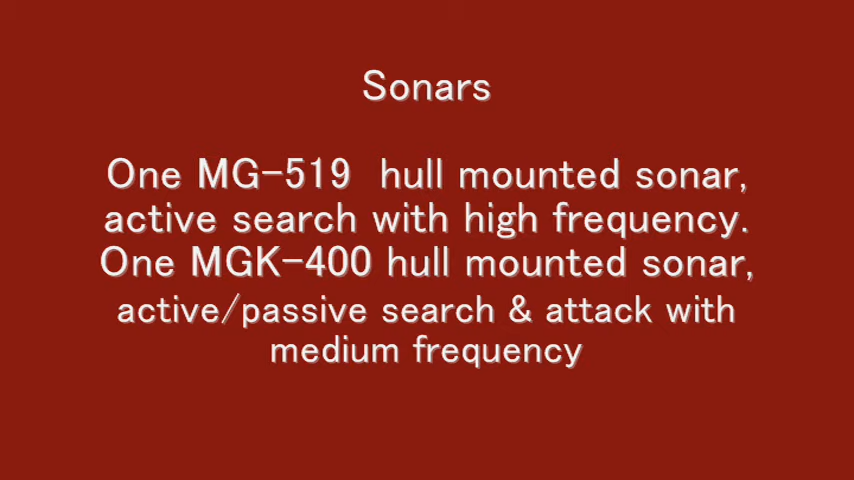 Sonars
One MG-519 hull mounted sonar,
active search with high frequency.
One MGK-400 hull mounted sonar,
active/passive search & attack with
medium frequency